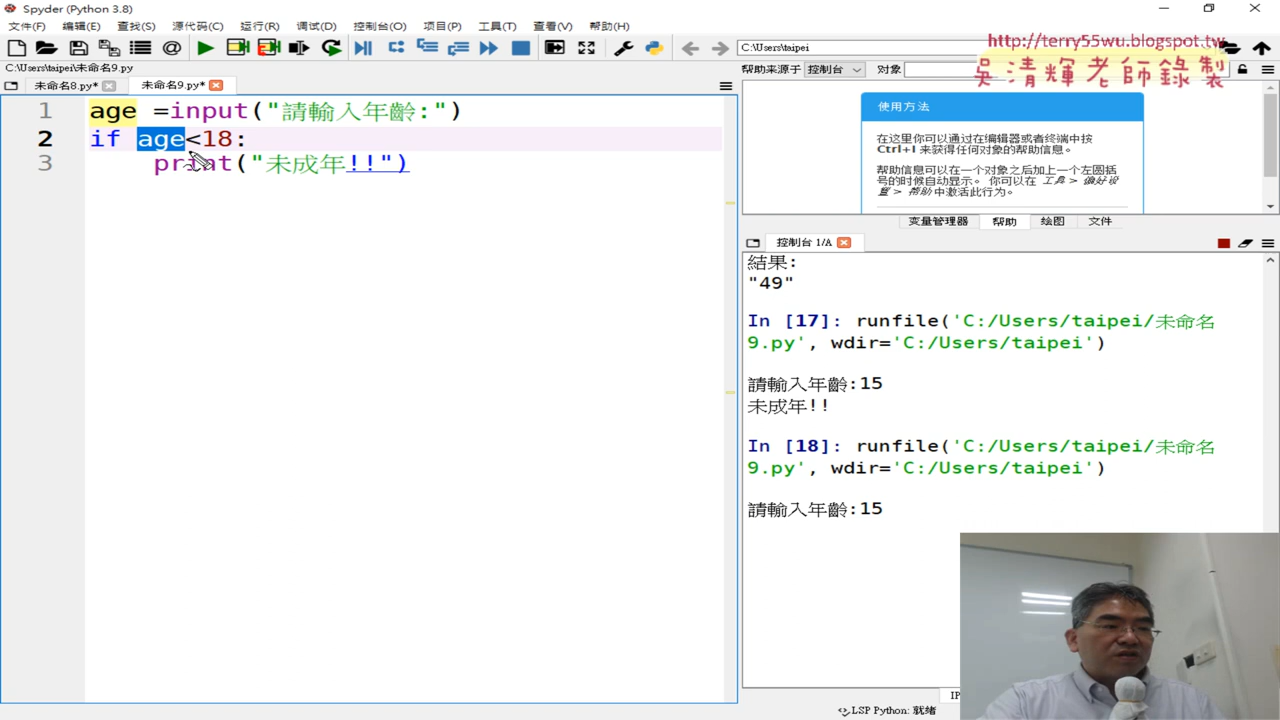 Spyder (Python 3.8)
文件(F) 编辑(E) 查找(S) 源代码(C) 运行(R) 调试(D) 控制台(O) 项目(P) 工具(T) 查看(V) 帮助(H)
C:\Users\taipei
http://terry55wu.blogspot.tw
吳清輝老師錄製
C:\Users\taipei\未命名9.py
帮助来源于 控制台 对象
未命名8.py* 未命名9.py*
1 age =input("請輸入年齡:")
2 if age<18:
3 print("未成年!!")
使用方法
在这里你可以通过在编辑器或者终端中按
Ctrl+I 来获得任何对象的帮助信息。
帮助信息可以在一个对象之后加上一个左圆括
号的时候自动显示。 你可以在 工具 > 偏好设
置 > 帮助 中激活此行为。
变量管理器 帮助 绘图 文件
控制台 1/A
結果:
"49"
In [17]: runfile('C:/Users/taipei/未命名
9.py', wdir='C:/Users/taipei')
請輸入年齡:15
未成年!!
In [18]: runfile('C:/Users/taipei/未命名
9.py', wdir='C:/Users/taipei')
請輸入年齡:15
LSP Python: 就绪